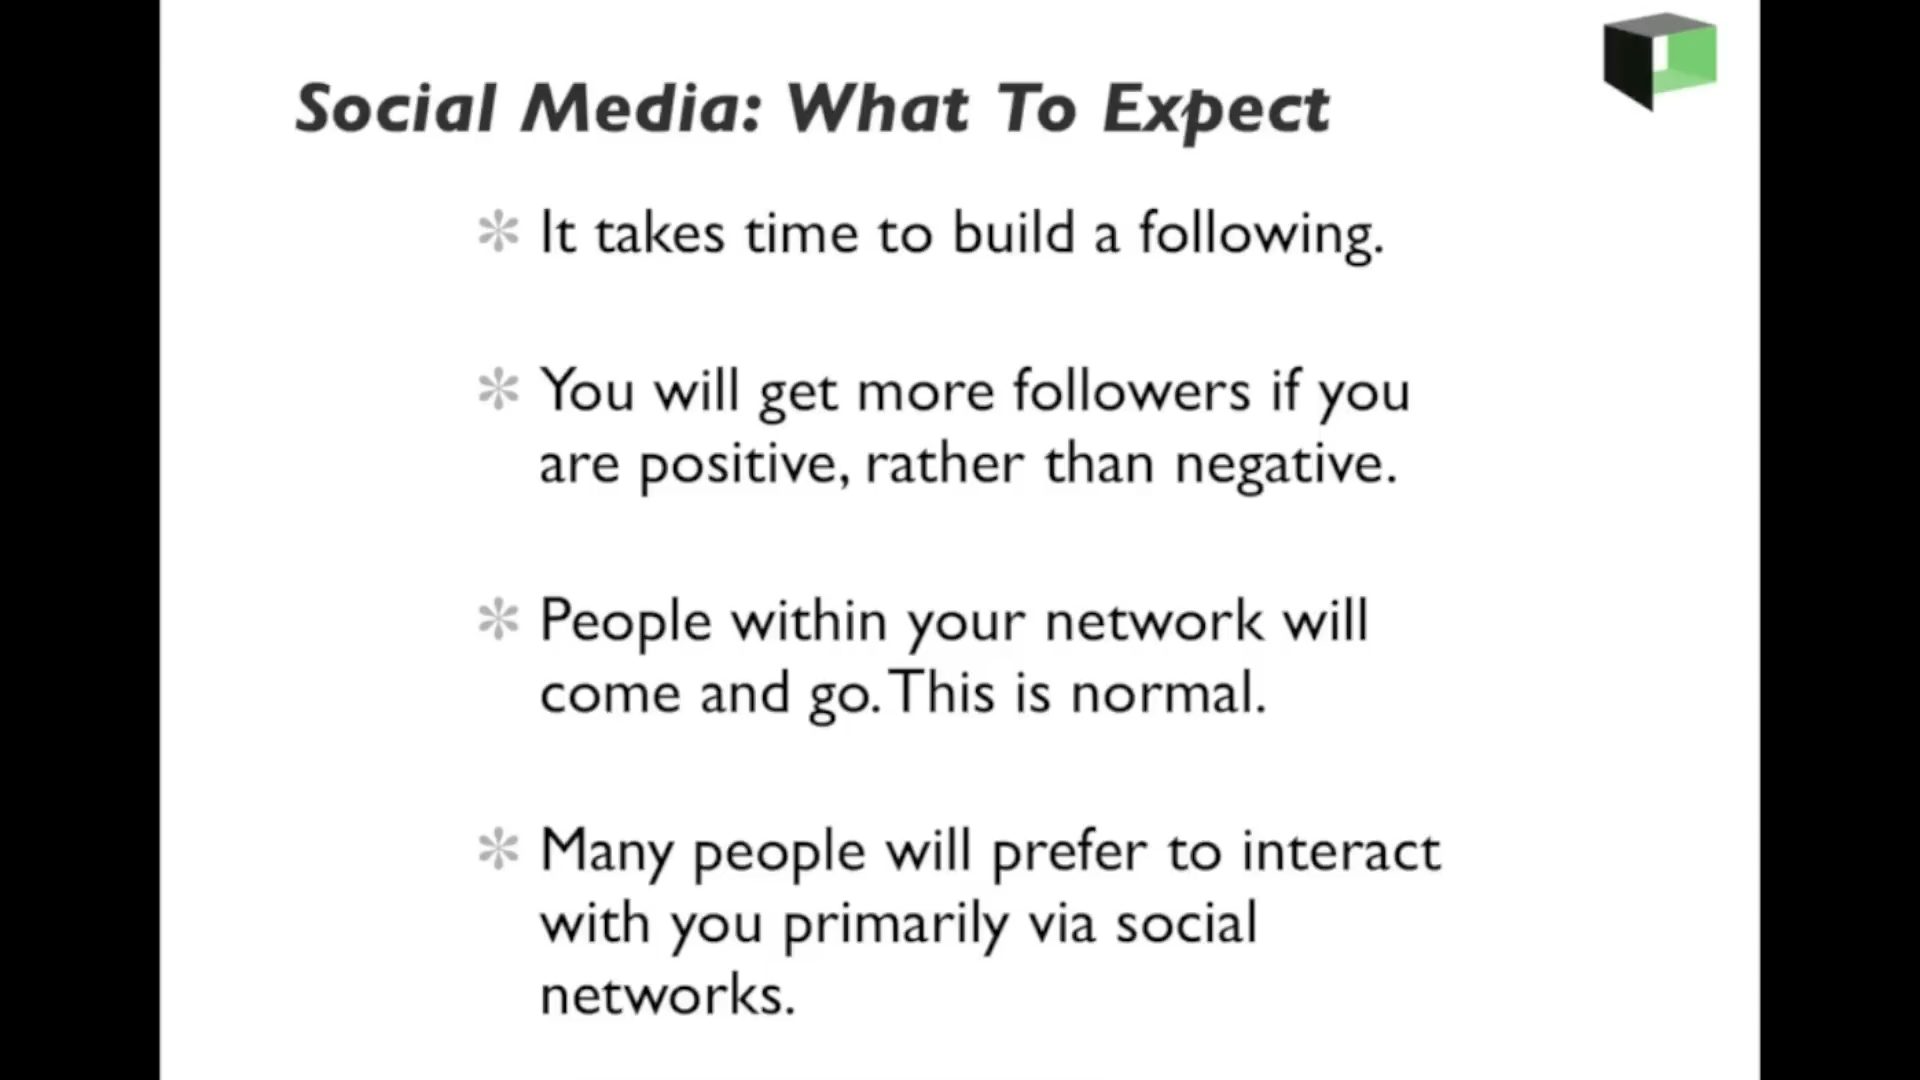 Social Media: What To Expect
✻ It takes time to build a following.
✻ You will get more followers if you
are positive, rather than negative.
✻ People within your network will
come and go. This is normal.
✻ Many people will prefer to interact
with you primarily via social
networks.